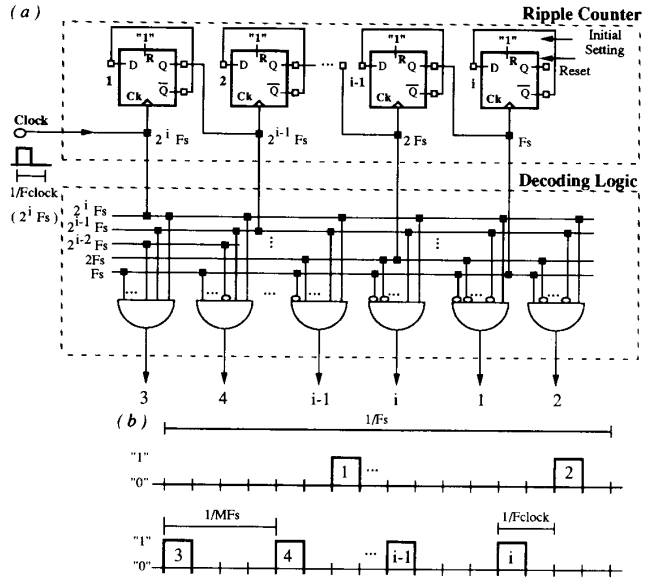 (a) Ripple Counter
"1" "1" "1" "1" Initial Setting
D R Q D R Q ... D R Q D R Q Reset
1 2 i-1 i
Q Q Q Q
Ck Ck Ck Ck
Clock
2^i Fs 2^i-1 Fs 2 Fs Fs
1/Fclock
Decoding Logic
(2^i Fs) 2^i Fs
2^i-1 Fs
2^i-2 Fs
2Fs
Fs
... ... ... ... ... ...
3 4 i-1 i 1 2
(b) 1/Fs
"1" 1 ... 2
"0"
1/MFs 1/Fclock
"1" 3 4 ... i-1 i
"0"